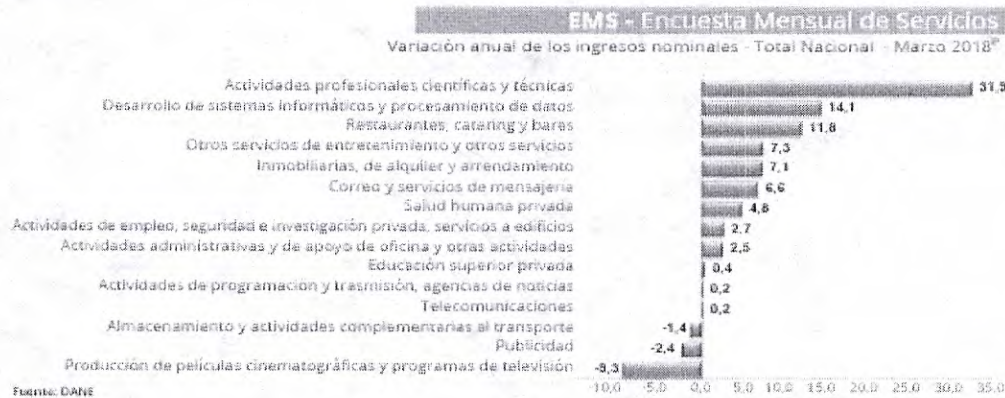 EMS - Encuesta Mensual de Servicios
Variación anual de los ingresos nominales - Total Nacional - Marzo 2018ᵖ
Actividades profesionales científicas y técnicas 31,5
Desarrollo de sistemas informáticos y procesamiento de datos 14,1
Restaurantes, catering y bares 11,8
Otros servicios de entretenimiento y otros servicios 7,3
Inmobiliarias, de alquiler y arrendamiento 7,1
Correo y servicios de mensajería 6,6
Salud humana privada 4,8
Actividades de empleo, seguridad e investigación privada, servicios a edificios 2,7
Actividades administrativas y de apoyo de oficina y otras actividades 2,5
Educación superior privada 0,4
Actividades de programación y trasmisión, agencias de noticias 0,2
Telecomunicaciones 0,2
Almacenamiento y actividades complementarias al transporte -1,4
Publicidad -2,4
Producción de películas cinematográficas y programas de televisión -9,3
-10,0 -5,0 0,0 5,0 10,0 15,0 20,0 25,0 30,0 35,0
Fuente: DANE